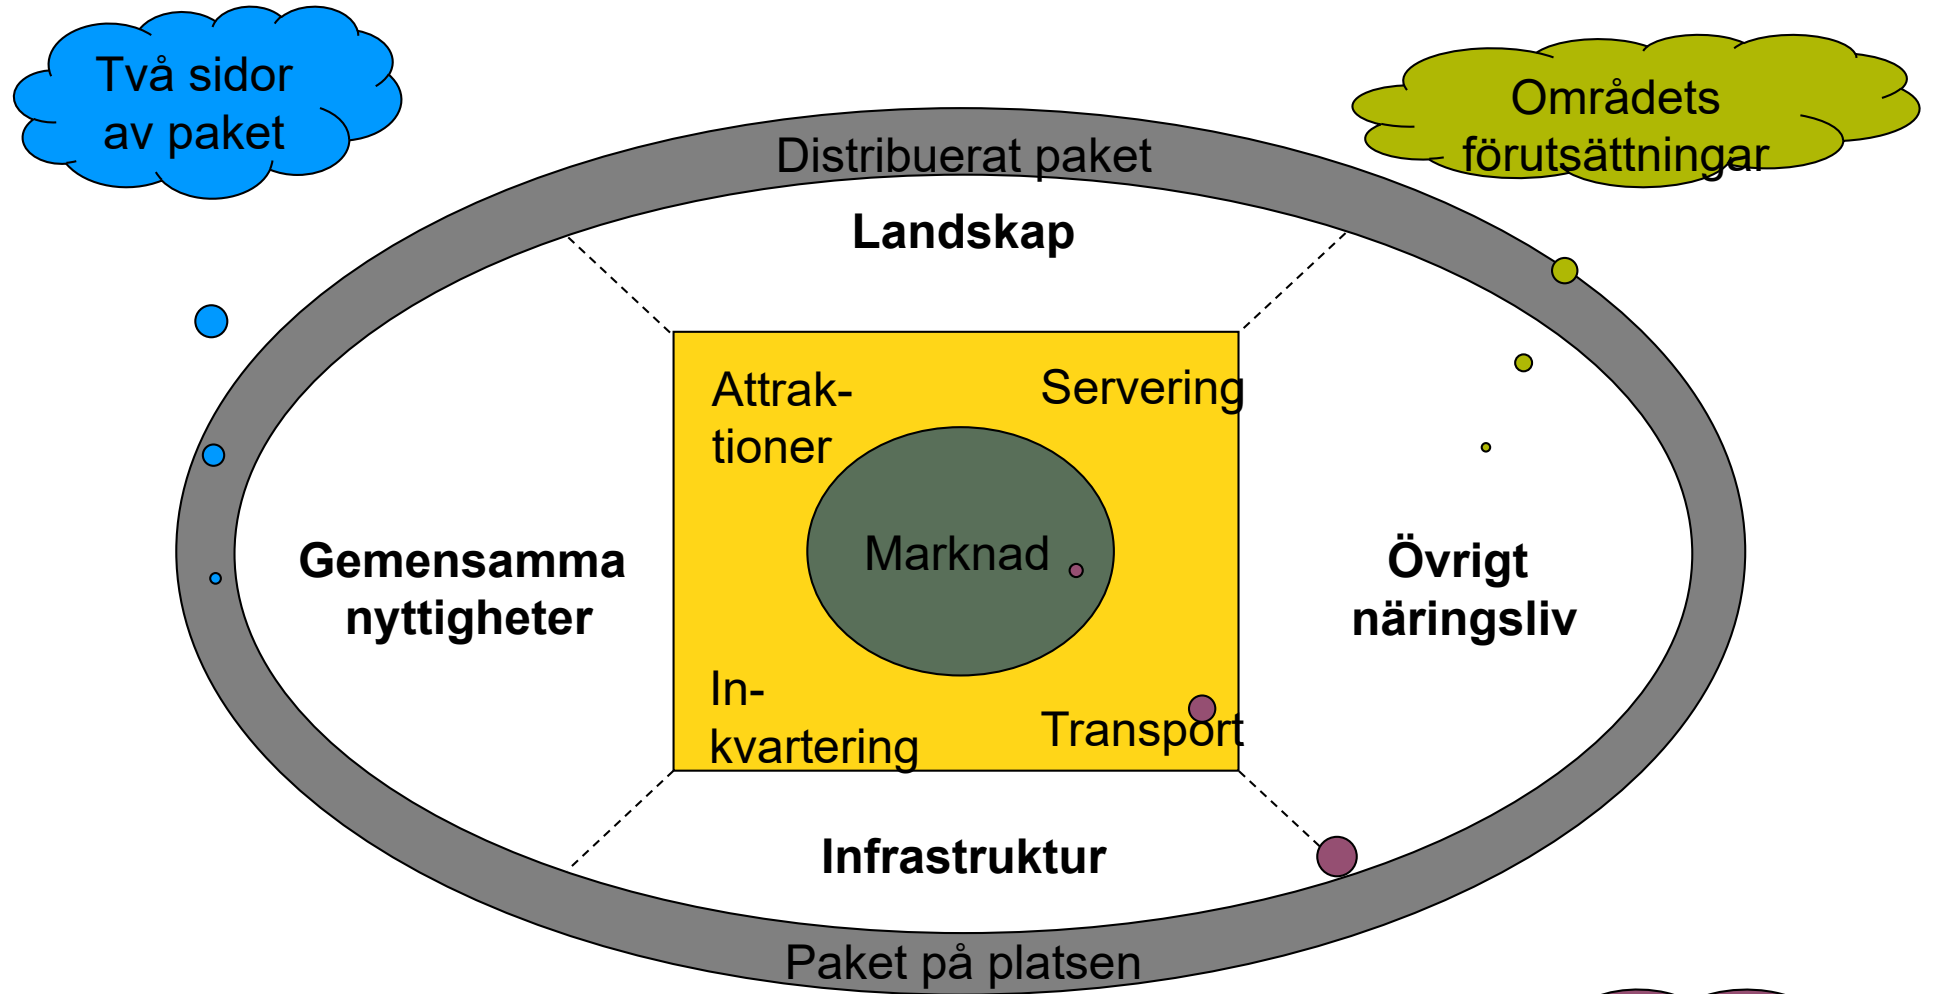 Två sidor
av paket
Områdets
förutsättningar
Distribuerat paket
Landskap
Attrak-
tioner
Servering
Gemensamma
nyttigheter
Marknad
Övrigt
näringsliv
In-
kvartering
Transport
Infrastruktur
Paket på platsen